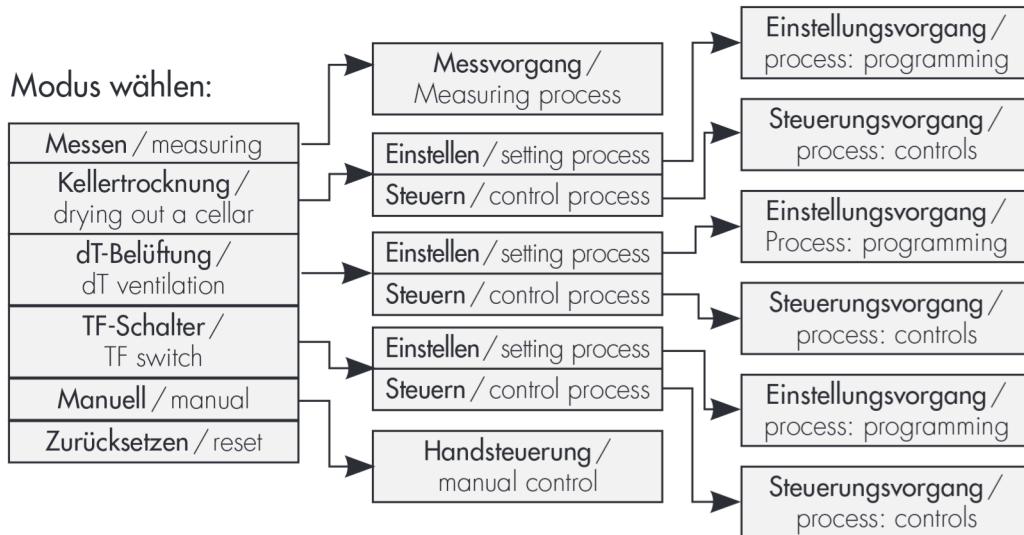 Modus wählen:
Messen / measuring
Kellertrocknung /
drying out a cellar
dT-Belüftung /
dT ventilation
TF-Schalter /
TF switch
Manuell / manual
Zurücksetzen / reset
Messvorgang /
Measuring process
Einstellen / setting process
Steuern / control process
Einstellen / setting process
Steuern / control process
Einstellen / setting process
Steuern / control process
Handsteuerung /
manual control
Einstellungsvorgang /
process: programming
Steuerungsvorgang /
process: controls
Einstellungsvorgang /
Process: programming
Steuerungsvorgang /
process: controls
Einstellungsvorgang /
process: programming
Steuerungsvorgang /
process: controls